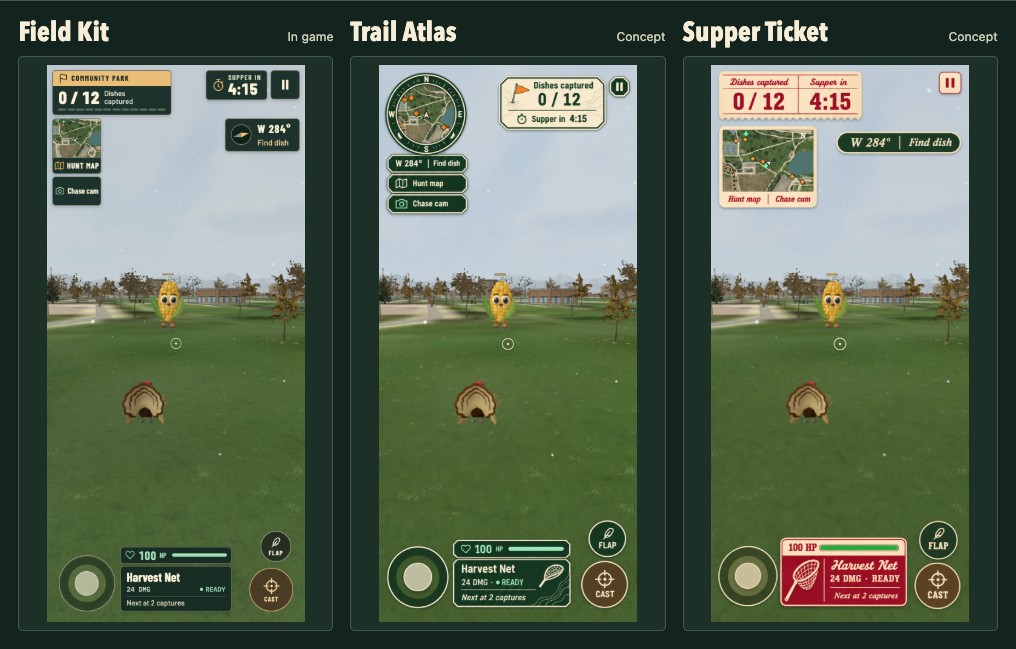 Field Kit
In game
COMMUNITY PARK
0 / 12 Dishes captured
SUPPER IN
4:15
W 284°
Find dish
HUNT MAP
Chase cam
100 HP
Harvest Net
24 DMG
READY
Next at 2 captures
FLAP
CAST
Trail Atlas
Concept
N
W
E
S
Dishes captured
0 / 12
Supper in 4:15
W 284° | Find dish
Hunt map
Chase cam
100 HP
Harvest Net
24 DMG · READY
Next at 2 captures
FLAP
CAST
Supper Ticket
Concept
Dishes captured
0 / 12
Supper in
4:15
N
W 284° | Find dish
Hunt map | Chase cam
100 HP
Harvest Net
24 DMG · READY
Next at 2 captures
FLAP
CAST